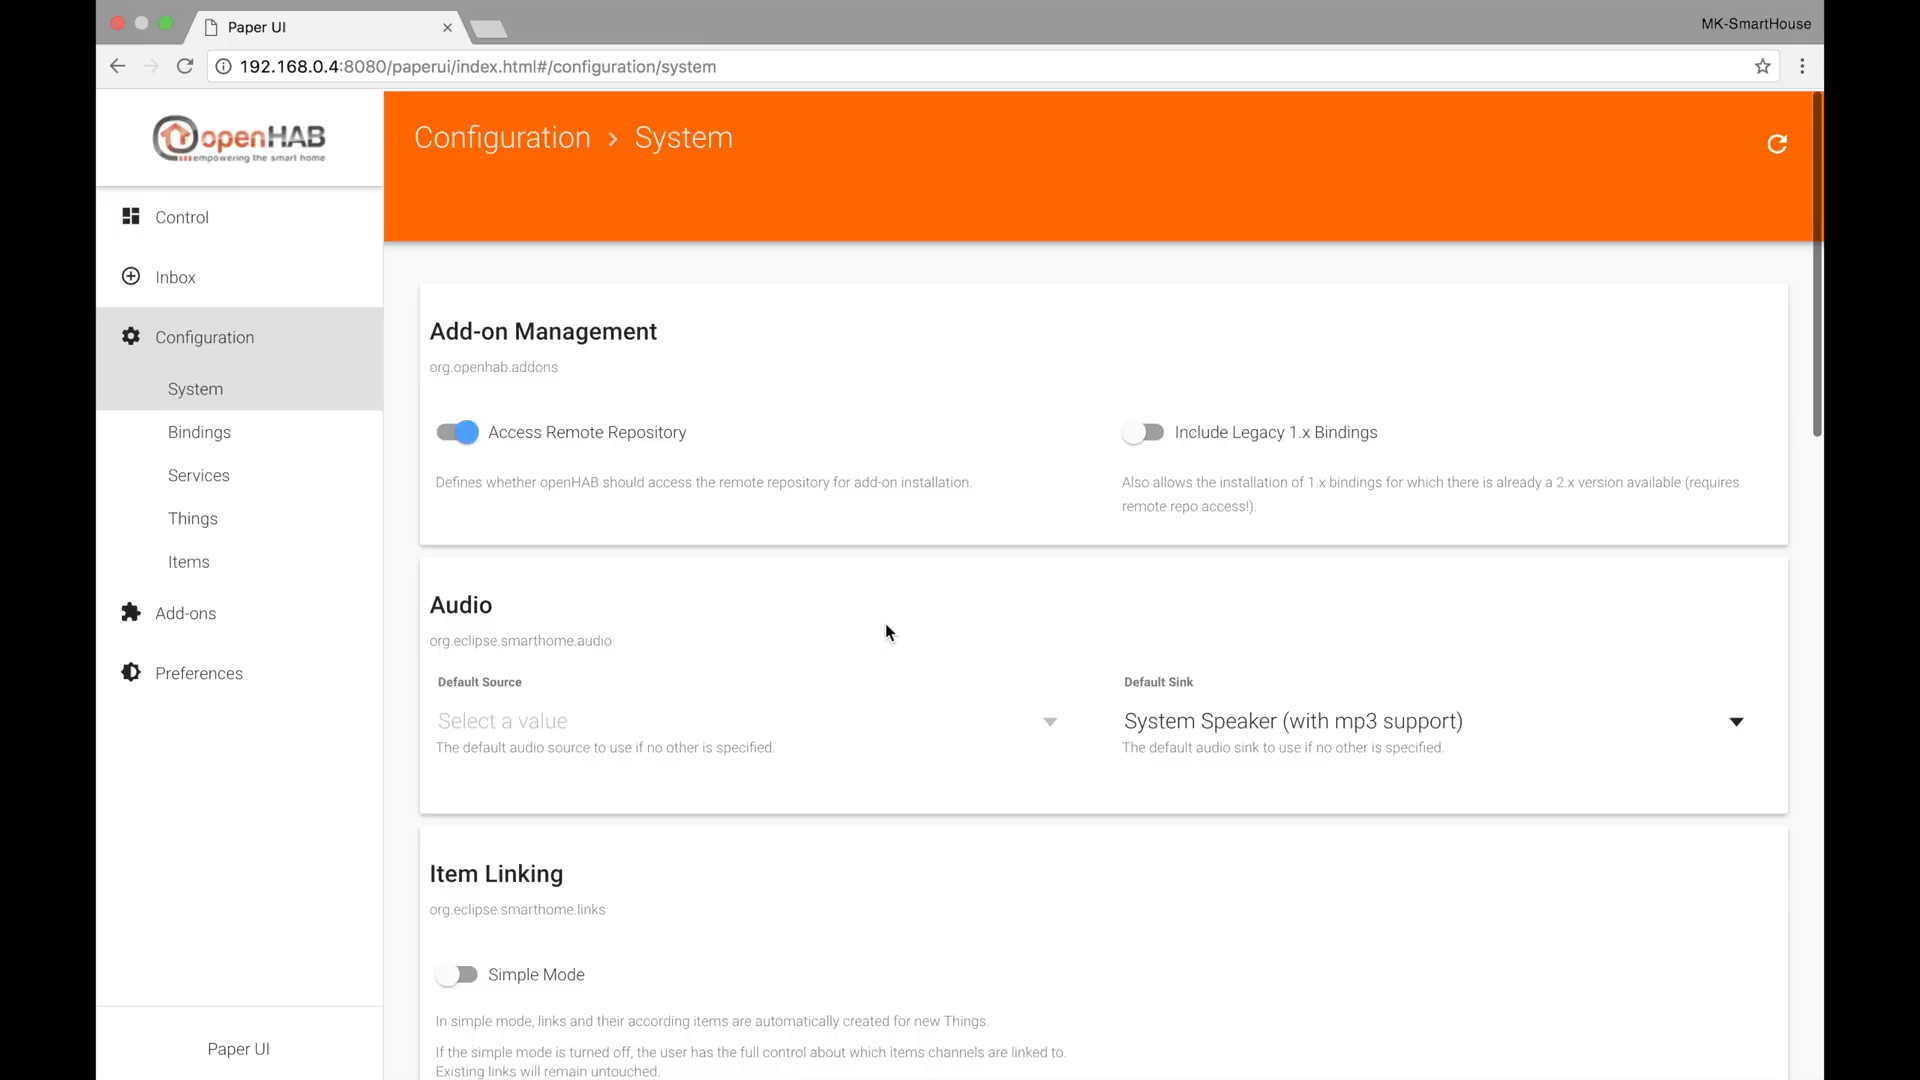 Paper UI
MK-SmartHouse
192.168.0.4:8080/paperui/index.html#/configuration/system
openHAB
empowering the smart home
Configuration > System
Control
Inbox
Configuration
System
Bindings
Services
Things
Items
Add-ons
Preferences
Paper UI
Add-on Management
org.openhab.addons
Access Remote Repository
Defines whether openHAB should access the remote repository for add-on installation.
Include Legacy 1.x Bindings
Also allows the installation of 1.x bindings for which there is already a 2.x version available (requires
remote repo access!).
Audio
org.eclipse.smarthome.audio
Default Source
Select a value
The default audio source to use if no other is specified.
Default Sink
System Speaker (with mp3 support)
The default audio sink to use if no other is specified.
Item Linking
org.eclipse.smarthome.links
Simple Mode
In simple mode, links and their according items are automatically created for new Things.
If the simple mode is turned off, the user has the full control about which items channels are linked to.
Existing links will remain untouched.